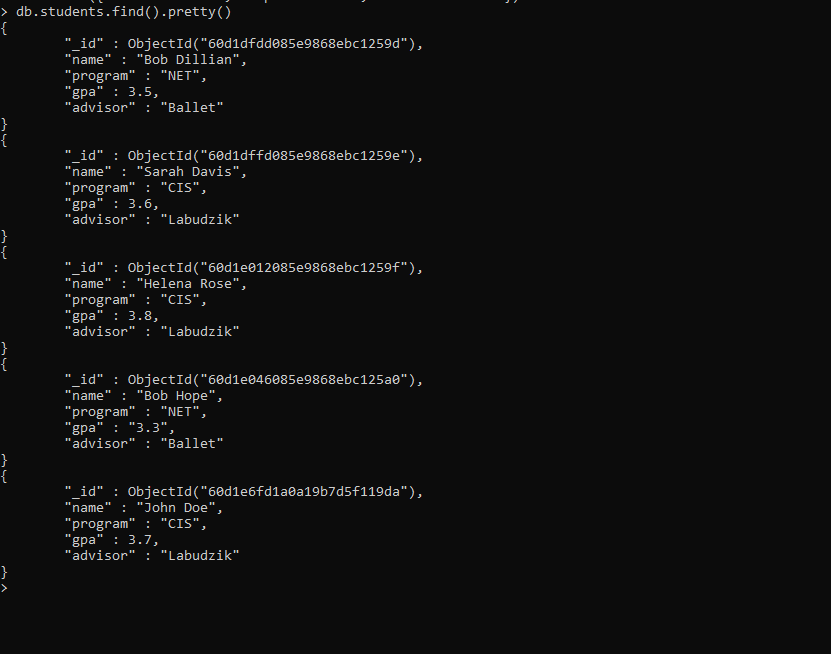 > db.students.find().pretty()
{
        "_id" : ObjectId("60d1dfdd085e9868ebc1259d"),
        "name" : "Bob Dillian",
        "program" : "NET",
        "gpa" : 3.5,
        "advisor" : "Ballet"
}
{
        "_id" : ObjectId("60d1dffd085e9868ebc1259e"),
        "name" : "Sarah Davis",
        "program" : "CIS",
        "gpa" : 3.6,
        "advisor" : "Labudzik"
}
{
        "_id" : ObjectId("60d1e012085e9868ebc1259f"),
        "name" : "Helena Rose",
        "program" : "CIS",
        "gpa" : 3.8,
        "advisor" : "Labudzik"
}
{
        "_id" : ObjectId("60d1e046085e9868ebc125a0"),
        "name" : "Bob Hope",
        "program" : "NET",
        "gpa" : "3.3",
        "advisor" : "Ballet"
}
{
        "_id" : ObjectId("60d1e6fd1a0a19b7d5f119da"),
        "name" : "John Doe",
        "program" : "CIS",
        "gpa" : 3.7,
        "advisor" : "Labudzik"
}
>